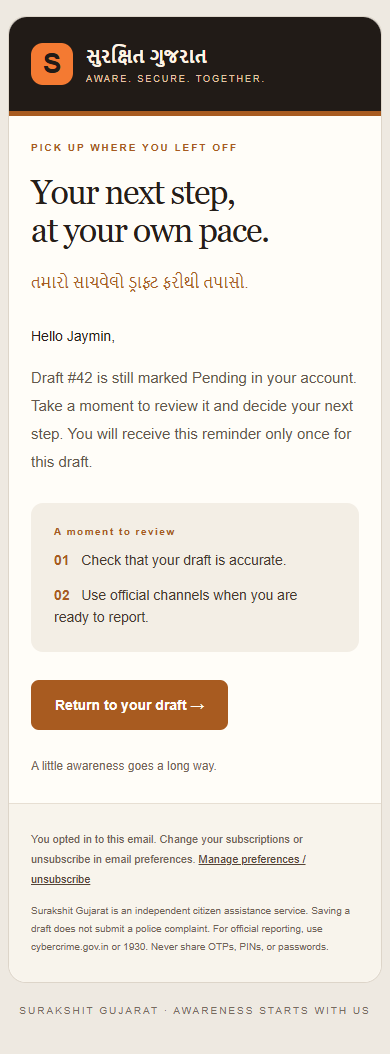 S
સુરક્ષિત ગુજરાત
AWARE. SECURE. TOGETHER.
PICK UP WHERE YOU LEFT OFF
Your next step,
at your own pace.
તમારો સાચવેલો ડ્રાફ્ટ ફરીથી તપાસો.
Hello Jaymin,
Draft #42 is still marked Pending in your account.
Take a moment to review it and decide your next
step. You will receive this reminder only once for
this draft.
A moment to review
01 Check that your draft is accurate.
02 Use official channels when you are
ready to report.
Return to your draft →
A little awareness goes a long way.
You opted in to this email. Change your subscriptions or
unsubscribe in email preferences. Manage preferences /
unsubscribe
Surakshit Gujarat is an independent citizen assistance service. Saving a
draft does not submit a police complaint. For official reporting, use
cybercrime.gov.in or 1930. Never share OTPs, PINs, or passwords.
SURAKSHIT GUJARAT · AWARENESS STARTS WITH US